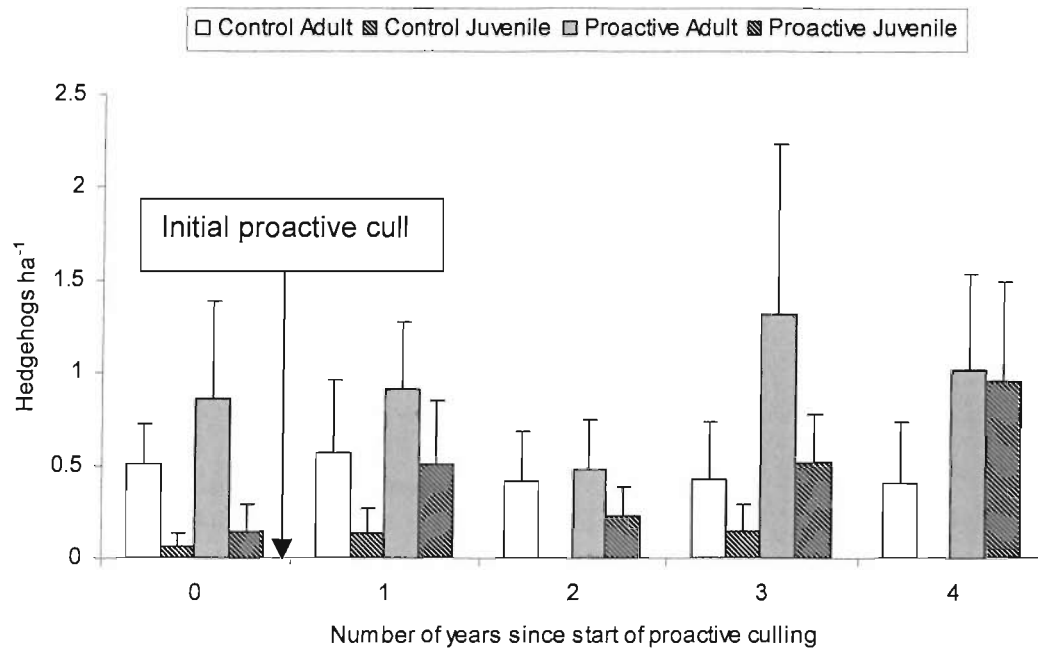 Control Adult Control Juvenile Proactive Adult Proactive Juvenile
2.5
2
1.5
1
0.5
0
Hedgehogs ha⁻¹
Initial proactive cull
0 1 2 3 4
Number of years since start of proactive culling